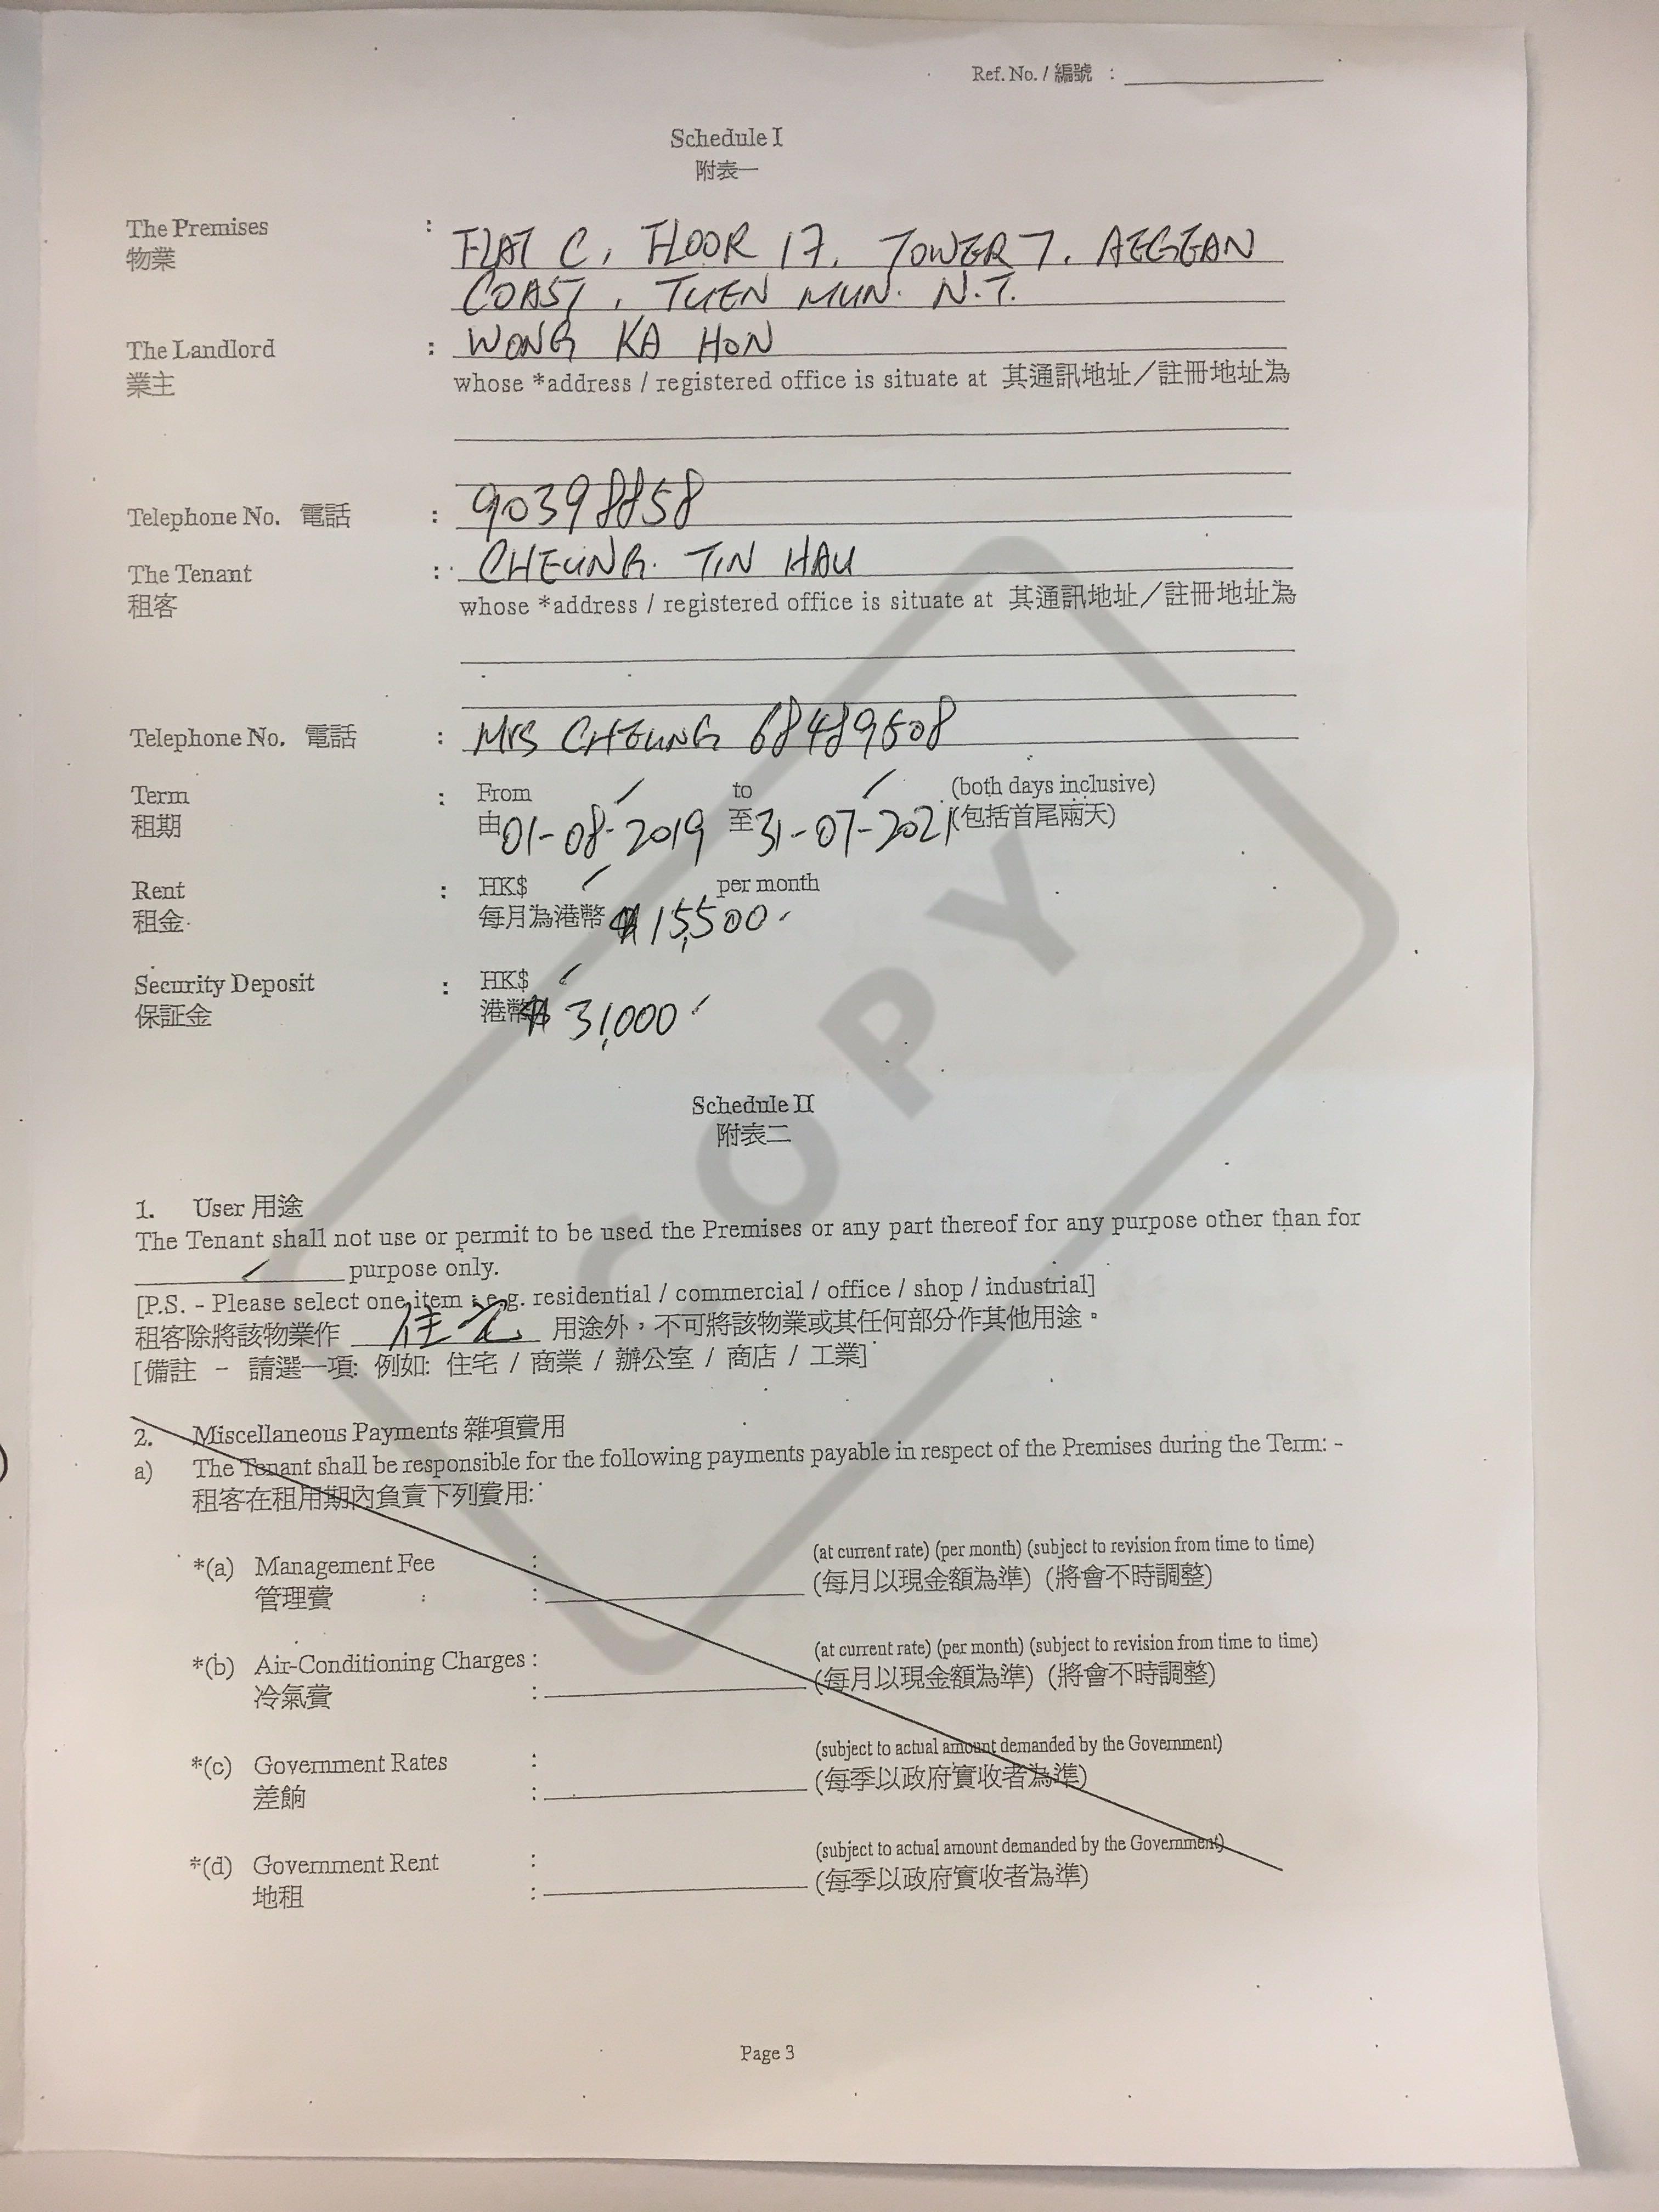 Ref. No. / 編號 :
Schedule I
附表一
The Premises : FLAT C, FLOOR 17, TOWER 7, AEGEAN
物業 COAST, TUEN MUN. N.T.
The Landlord : WONG KA HON
業主 whose *address / registered office is situate at 其通訊地址／註冊地址為
Telephone No. 電話 : 90398858
The Tenant : CHEUNG TIN HAU
租客 whose *address / registered office is situate at 其通訊地址／註冊地址為
Telephone No. 電話 : Mrs CHEUNG 68489508
Term : From to (both days inclusive)
租期 由 01-08-2019 至 31-07-2021 (包括首尾兩天)
Rent : HK$ per month
租金 每月為港幣 $15,500
Security Deposit : HK$
保証金 港幣 $ 31,000
Schedule II
附表二
1. User 用途
The Tenant shall not use or permit to be used the Premises or any part thereof for any purpose other than for
purpose only.
[P.S. - Please select one item : e.g. residential / commercial / office / shop / industrial]
租客除將該物業作 住宅 用途外，不可將該物業或其任何部分作其他用途。
[備註 - 請選一項: 例如: 住宅 / 商業 / 辦公室 / 商店 / 工業]
2. Miscellaneous Payments 雜項費用
a) The Tenant shall be responsible for the following payments payable in respect of the Premises during the Term: -
租客在租用期內負責下列費用:
*(a) Management Fee : (at current rate) (per month) (subject to revision from time to time)
管理費 : (每月以現金額為準) (將會不時調整)
*(b) Air-Conditioning Charges : (at current rate) (per month) (subject to revision from time to time)
冷氣費 : (每月以現金額為準) (將會不時調整)
*(c) Government Rates : (subject to actual amount demanded by the Government)
差餉 : (每季以政府實收者為準)
*(d) Government Rent : (subject to actual amount demanded by the Government)
地租 : (每季以政府實收者為準)
Page 3
COPY